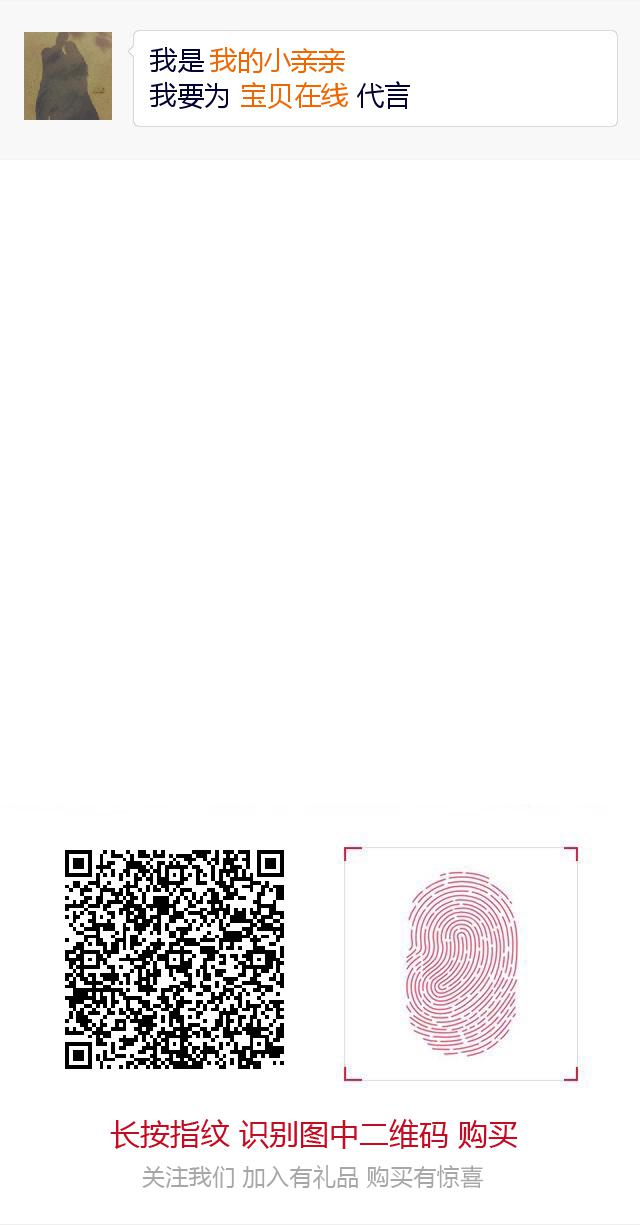 我是 我的小亲亲
我要为 宝贝在线 代言
长按指纹 识别图中二维码 购买
关注我们 加入有礼品 购买有惊喜